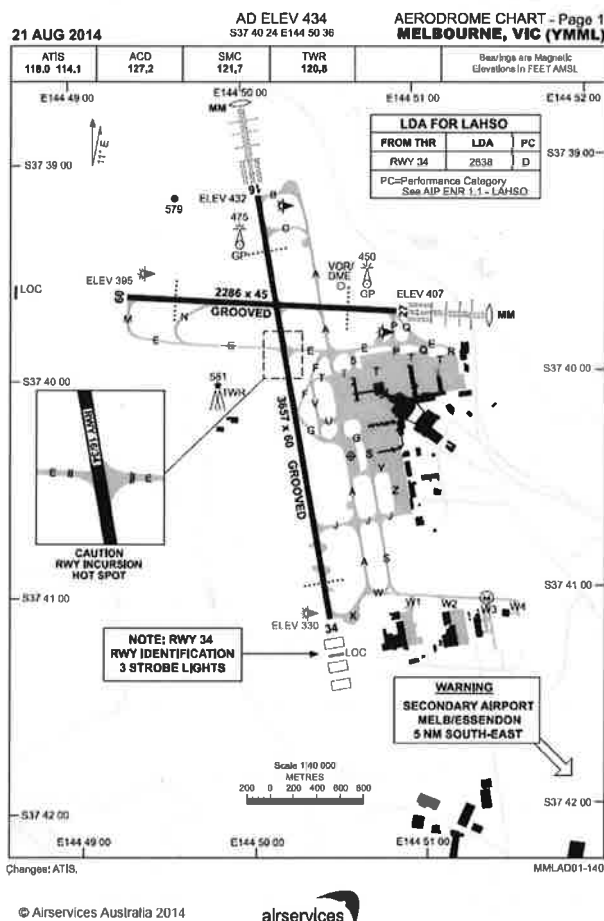 21 AUG 2014
AD ELEV 434
S37 40 24 E144 50 36
AERODROME CHART - Page 1
MELBOURNE, VIC (YMML)
ATIS
118.0 114.1
ACD
127,2
SMC
121,7
TWR
120,5
Bearings are Magnetic
Elevations in FEET AMSL
E144 49 00
E144 50 00
E144 51 00
E144 52 00
MM
11° E
LDA FOR LAHSO
FROM THR
LDA
PC
RWY 34
2838
D
PC=Performance Category
See AIP ENR 1.1 - LAHSO
S37 39 00
S37 39 00
579
ELEV 432
16
B
475
GP
C
A
VOR/
DME
450
GP
ELEV 395
LOC
09
2286 x 45
GROOVED
ELEV 407
27
MM
M
N
E
G
A
E
P
Q
P
Q
E
R
T
T
T
T
T
S37 40 00
S37 40 00
551
TWR
F
F
V
U
G
G
S
Y
A
Z
3657 x 60
GROOVED
RWY 16/34
E
E
CAUTION
RWY INCURSION
HOT SPOT
J
J
J
A
S
S37 41 00
S37 41 00
W
H
W1
W2
W3
W4
ELEV 330
K
34
NOTE: RWY 34
RWY IDENTIFICATION
3 STROBE LIGHTS
LOC
WARNING
SECONDARY AIRPORT
MELB/ESSENDON
5 NM SOUTH-EAST
Scale 1:40 000
METRES
200 0 200 400 600 800
S37 42 00
S37 42 00
E144 49 00
E144 50 00
E144 51 00
Changes: ATIS,
MMLAD01-140
© Airservices Australia 2014
airservices